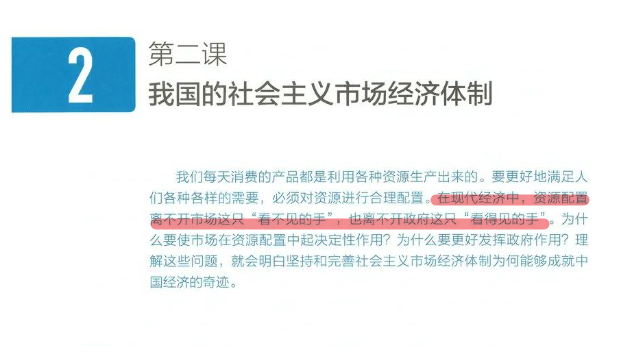 2
第二课
我国的社会主义市场经济体制
我们每天消费的产品都是利用各种资源生产出来的。要更好地满足人
们各种各样的需要，必须对资源进行合理配置。在现代经济中，资源配置
离不开市场这只“看不见的手”，也离不开政府这只“看得见的手”。为什
么要使市场在资源配置中起决定性作用？为什么要更好发挥政府作用？理
解这些问题，就会明白坚持和完善社会主义市场经济体制为何能够成就中
国经济的奇迹。